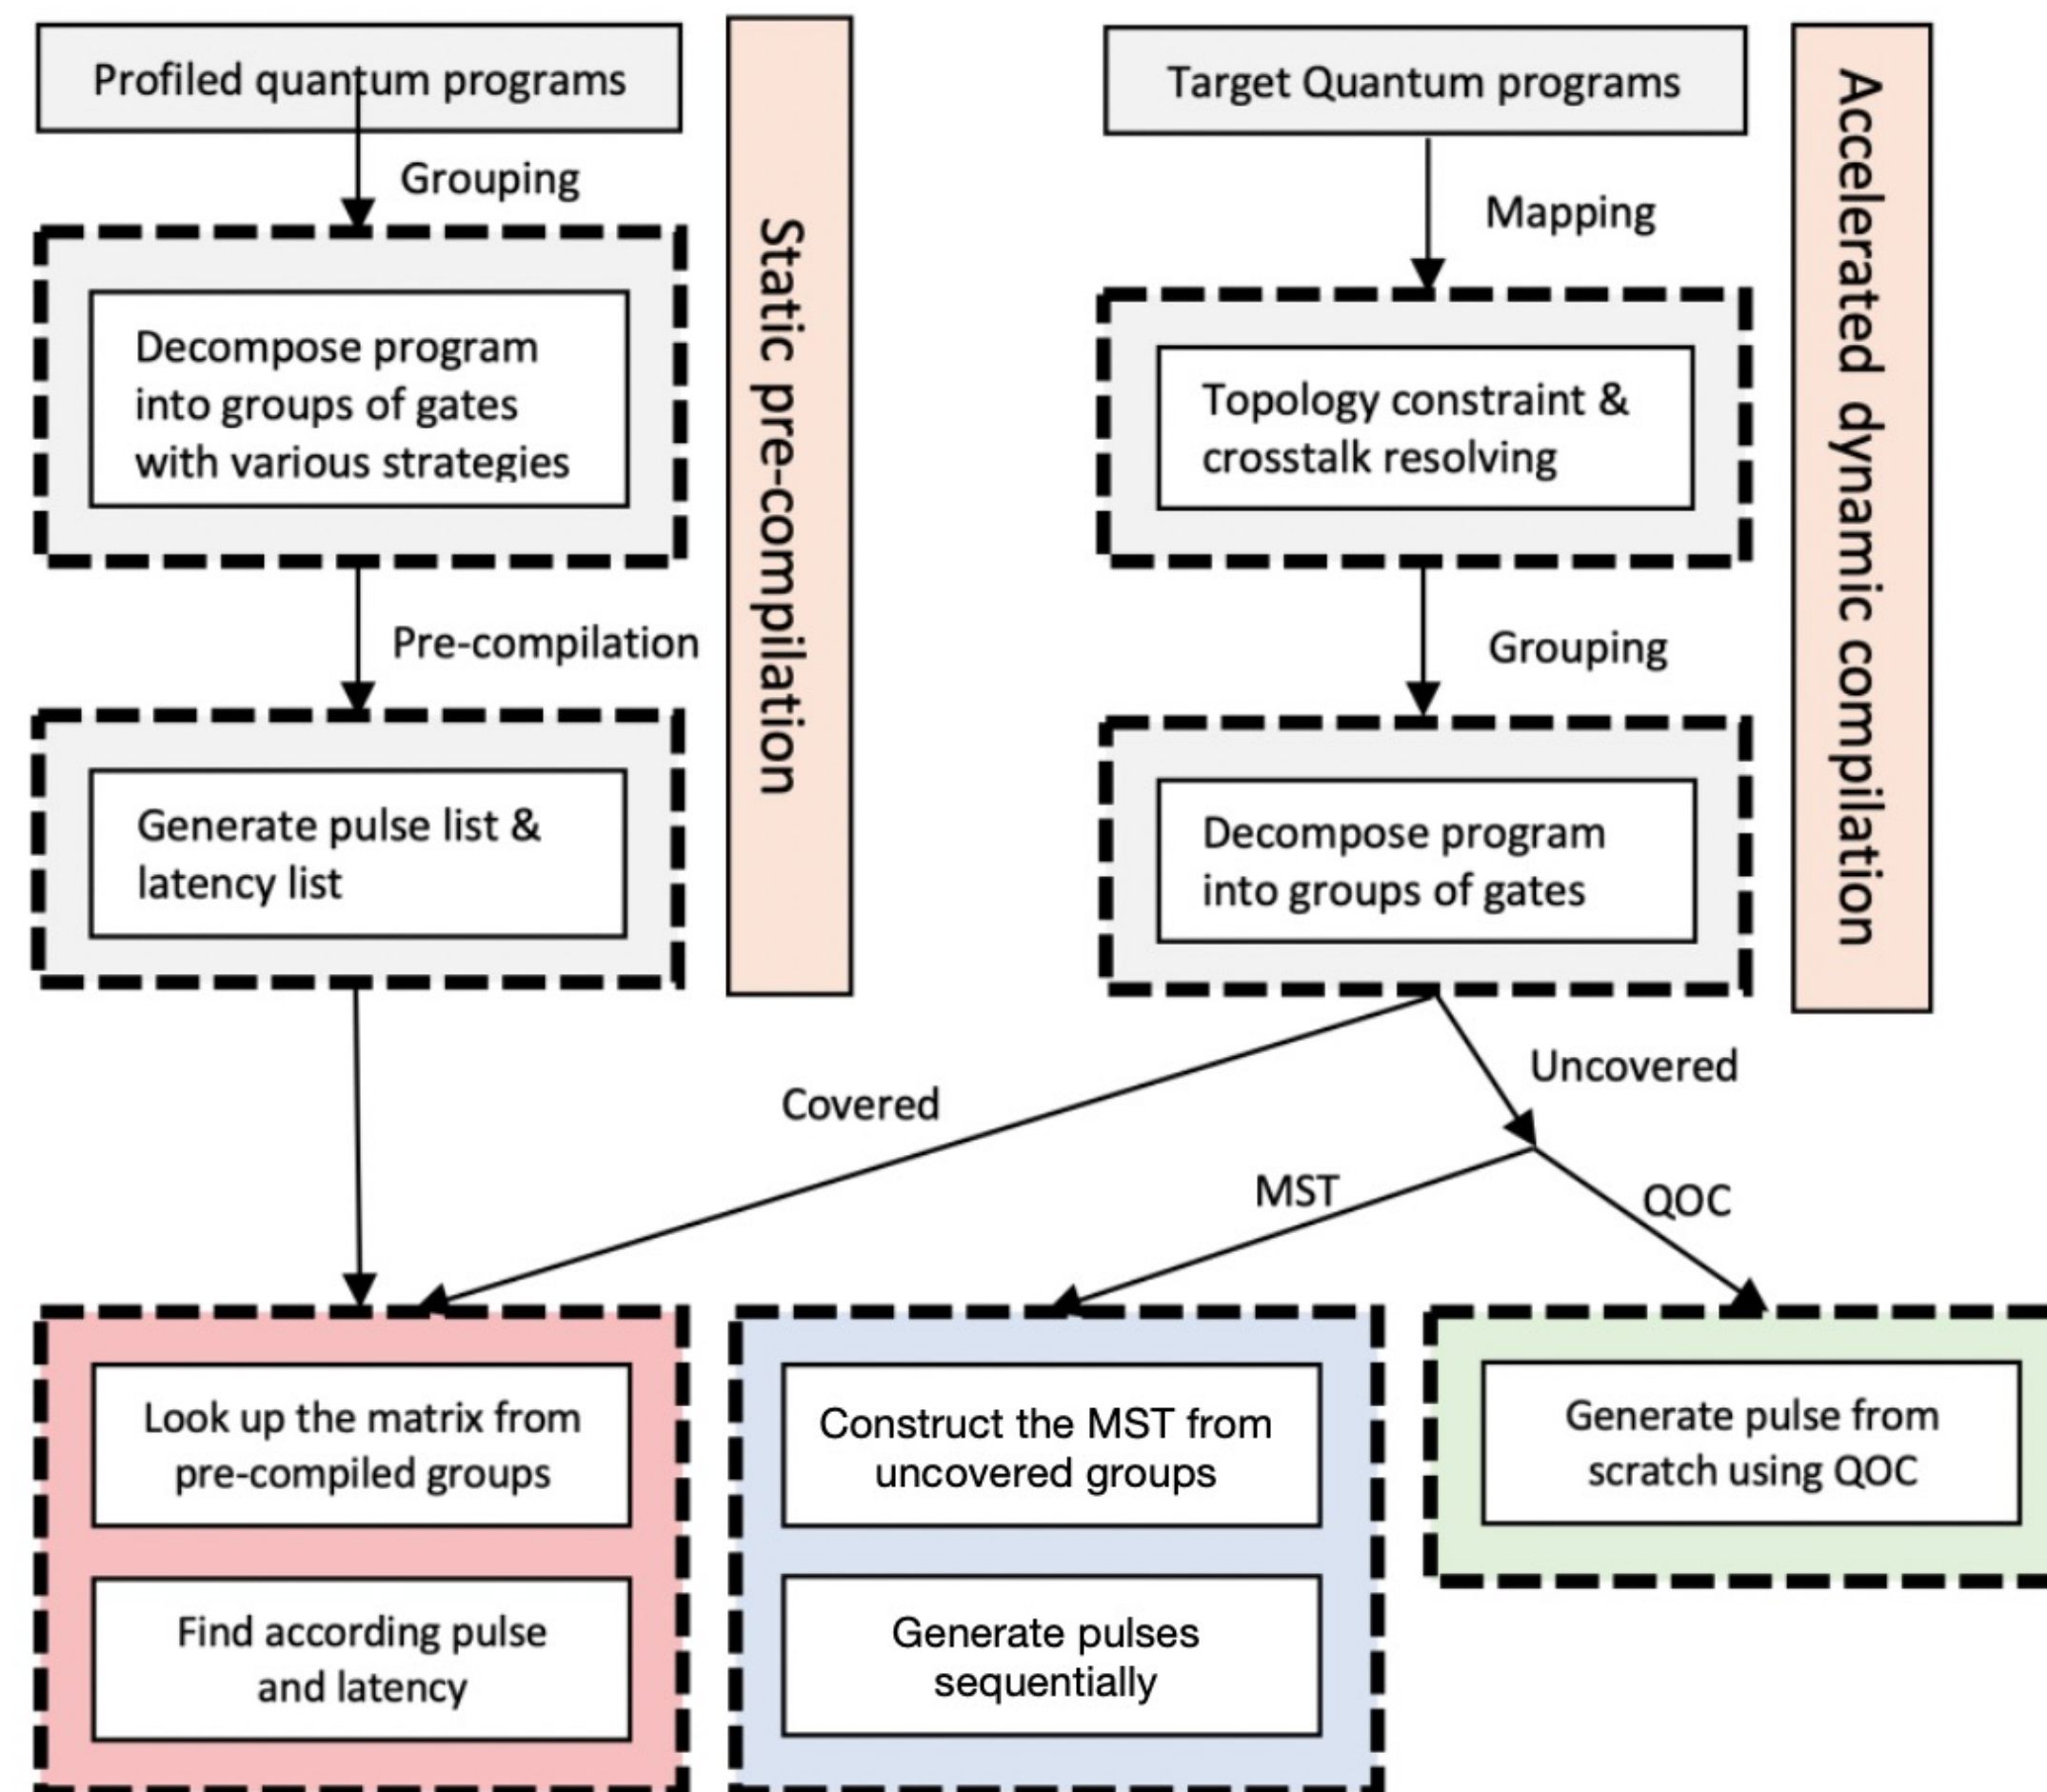 Profiled quantum programs
Grouping
Decompose program
into groups of gates
with various strategies
Pre-compilation
Generate pulse list &
latency list
Static pre-compilation
Target Quantum programs
Mapping
Topology constraint &
crosstalk resolving
Grouping
Decompose program
into groups of gates
Accelerated dynamic compilation
Covered
Uncovered
MST
QOC
Look up the matrix from
pre-compiled groups
Find according pulse
and latency
Construct the MST from
uncovered groups
Generate pulses
sequentially
Generate pulse from
scratch using QOC